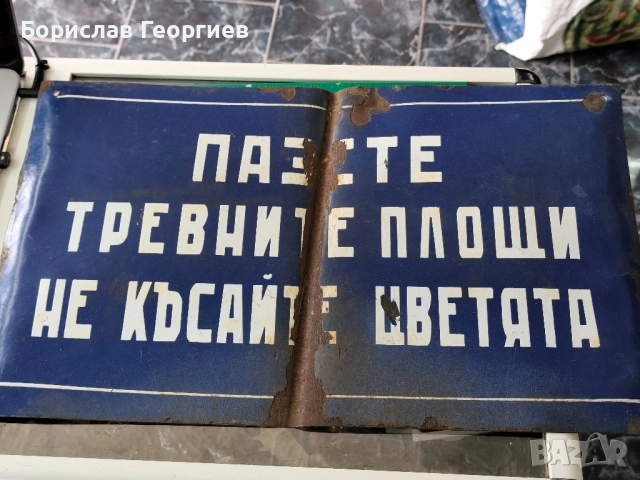 Борислав Георгиев
ПАЗЕТЕ
ТРЕВНИТЕ ПЛОЩИ
НЕ КЪСАЙТЕ ЦВЕТЯТА
BAZAR